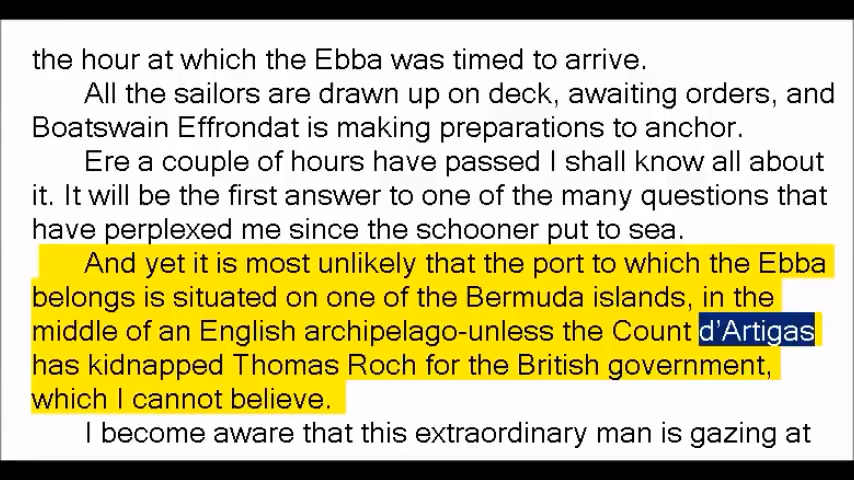 the hour at which the Ebba was timed to arrive.
All the sailors are drawn up on deck, awaiting orders, and
Boatswain Effrondat is making preparations to anchor.
Ere a couple of hours have passed I shall know all about
it. It will be the first answer to one of the many questions that
have perplexed me since the schooner put to sea.
And yet it is most unlikely that the port to which the Ebba
belongs is situated on one of the Bermuda islands, in the
middle of an English archipelago-unless the Count d’Artigas
has kidnapped Thomas Roch for the British government,
which I cannot believe.
I become aware that this extraordinary man is gazing at